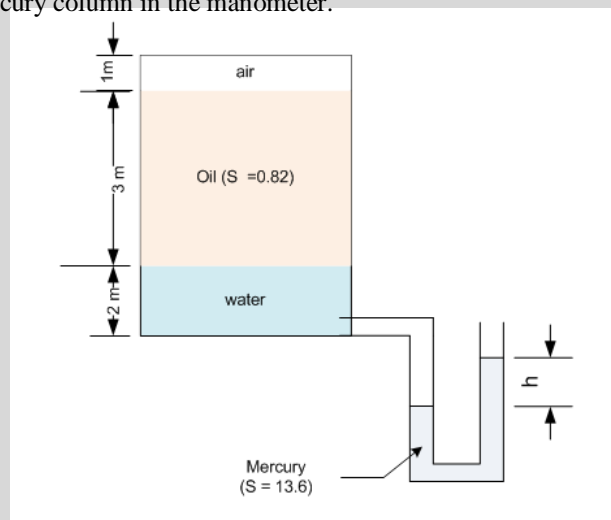 cury column in the manometer.
1m
air
3 m
Oil (S =0.82)
2 m
water
h
Mercury
(S = 13.6)